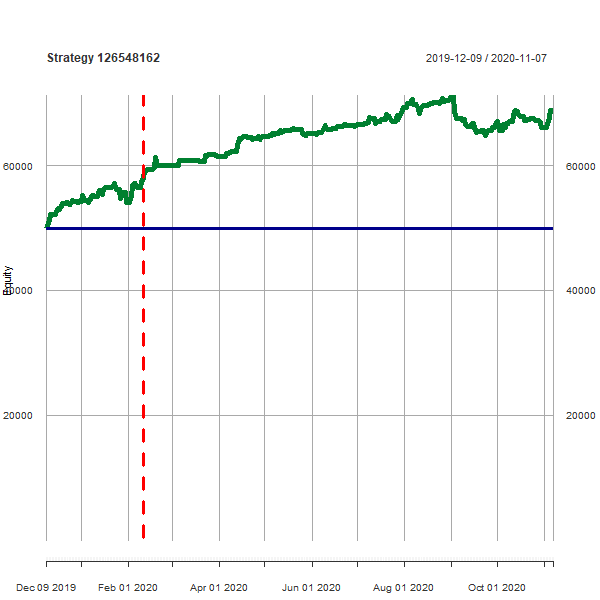 Strategy 126548162
2019-12-09 / 2020-11-07
60000
60000
Equity
40000
40000
20000
20000
Dec 09 2019
Feb 01 2020
Apr 01 2020
Jun 01 2020
Aug 01 2020
Oct 01 2020